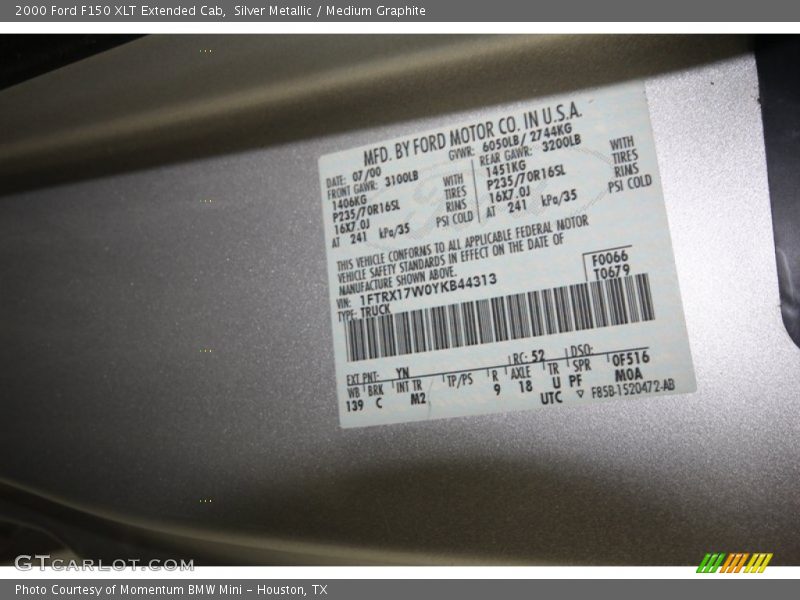 2000 Ford F150 XLT Extended Cab,  Silver Metallic / Medium Graphite
MFD. BY FORD MOTOR CO. IN U.S.A.
DATE: 07/00 GVWR: 6050LB/ 2744KG
FRONT GAWR: 3100LB REAR GAWR: 3200LB
1406KG WITH 1451KG WITH
P235/70R16SL TIRES P235/70R16SL TIRES
16X7.0J RIMS 16X7.0J RIMS
AT 241 kPa/35 PSI COLD AT 241 kPa/35 PSI COLD
THIS VEHICLE CONFORMS TO ALL APPLICABLE FEDERAL MOTOR
VEHICLE SAFETY STANDARDS IN EFFECT ON THE DATE OF
MANUFACTURE SHOWN ABOVE.
F0066
VIN: 1FTRX17W0YKB44313 T0679
TYPE: TRUCK
EXT PNT: YN RC: 52 DSO:
WB BRK INT TR TP/PS R AXLE TR SPR 0F516
139 C M2 9 18 U PF M0A
UTC F85B-1520472-AB
GTCARLOT.COM
Photo Courtesy of Momentum BMW Mini - Houston, TX